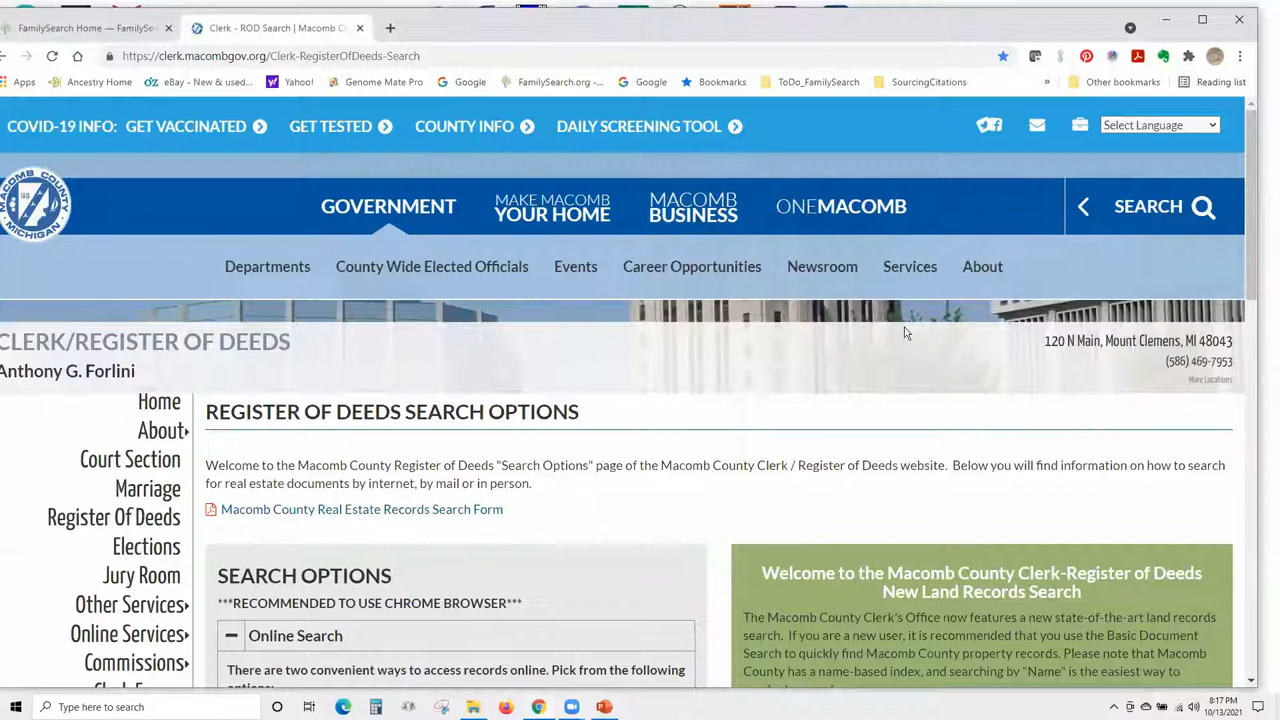 FamilySearch Home — FamilySe
Clerk - ROD Search | Macomb C
https://clerk.macombgov.org/Clerk-RegisterOfDeeds-Search
Apps
Ancestry Home
eBay - New & used...
Yahoo!
Genome Mate Pro
Google
FamilySearch.org -...
Google
Bookmarks
ToDo_FamilySearch
SourcingCitations
»
Other bookmarks
Reading list
COVID-19 INFO: GET VACCINATED
GET TESTED
COUNTY INFO
DAILY SCREENING TOOL
Select Language
MACOMB COUNTY
MICHIGAN
GOVERNMENT
MAKE MACOMB
YOUR HOME
MACOMB
BUSINESS
ONEMACOMB
SEARCH
Departments
County Wide Elected Officials
Events
Career Opportunities
Newsroom
Services
About
CLERK/REGISTER OF DEEDS
Anthony G. Forlini
120 N Main, Mount Clemens, MI 48043
(586) 469-7953
More Locations
Home
About
Court Section
Marriage
Register Of Deeds
Elections
Jury Room
Other Services
Online Services
Commissions
REGISTER OF DEEDS SEARCH OPTIONS
Welcome to the Macomb County Register of Deeds "Search Options" page of the Macomb County Clerk / Register of Deeds website. Below you will find information on how to search
for real estate documents by internet, by mail or in person.
Macomb County Real Estate Records Search Form
SEARCH OPTIONS
***RECOMMENDED TO USE CHROME BROWSER***
Online Search
There are two convenient ways to access records online. Pick from the following
options:
Welcome to the Macomb County Clerk-Register of Deeds
New Land Records Search
The Macomb County Clerk's Office now features a new state-of-the-art land records
search. If you are a new user, it is recommended that you use the Basic Document
Search to quickly find Macomb County property records. Please note that Macomb
County has a name-based index, and searching by "Name" is the easiest way to
Type here to search
8:17 PM
10/13/2021